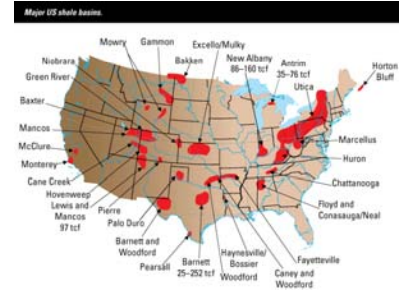 Major US shale basins.
Mowry
Gammon
Excello/Mulky
New Albany
86–160 tcf
Antrim
35–76 tcf
Niobrara
Bakken
Horton
Bluff
Green River
Utica
Baxter
Mancos
Marcellus
McClure
Huron
Monterey
Chattanooga
Cane Creek
Hovenweep
Lewis and
Mancos
97 tcf
Pierre
Palo Duro
Floyd and
Conasauga/Neal
Barnett and
Woodford
Pearsall
Barnett
25–252 tcf
Haynesville/
Bossier
Woodford
Fayetteville
Caney and
Woodford